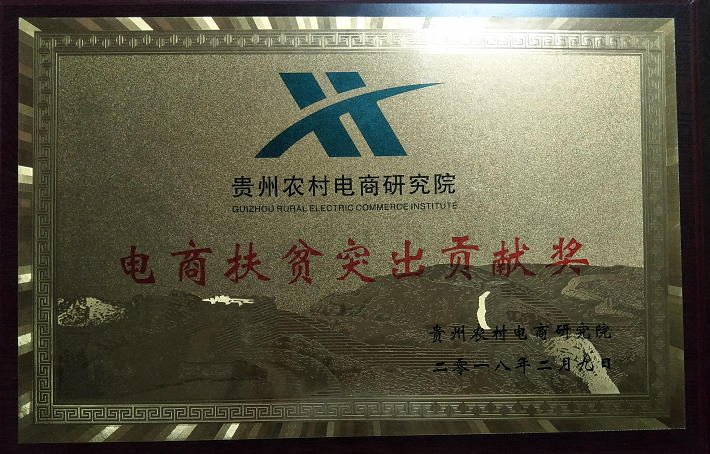 贵州农村电商研究院
GUIZHOU RURAL ELECTRIC COMMERCE INSTITUTE
电商扶贫突出贡献奖
贵州农村电商研究院
二零一八年二月九日